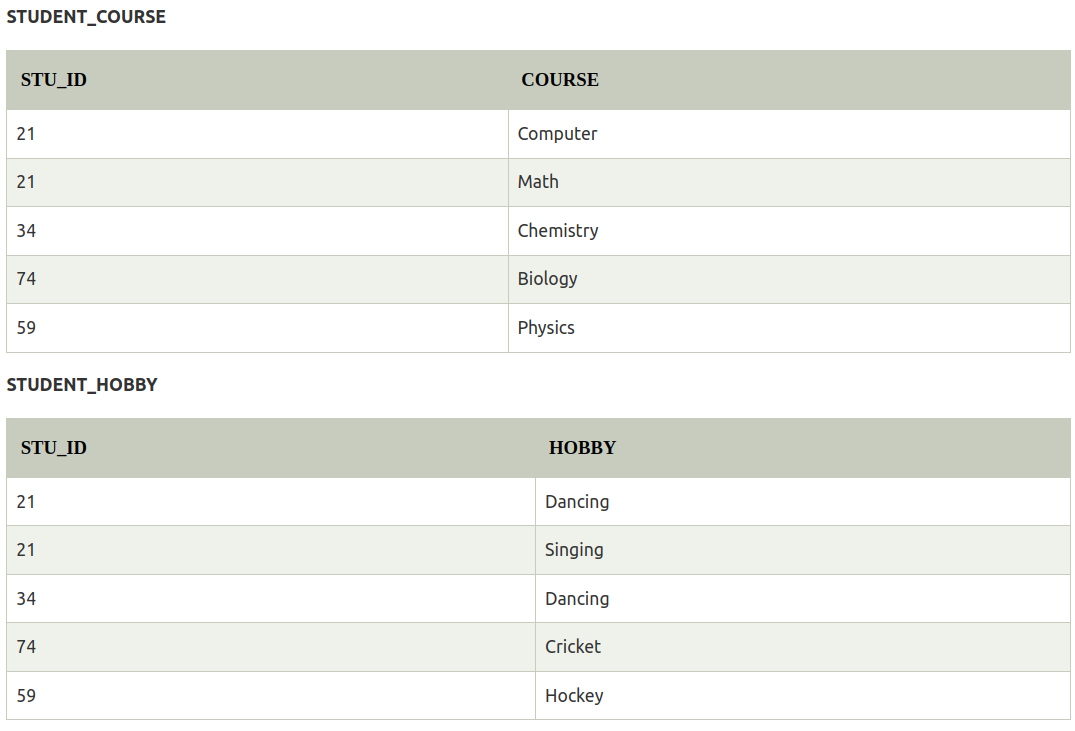 STUDENT_COURSE
STU_ID COURSE
21 Computer
21 Math
34 Chemistry
74 Biology
59 Physics
STUDENT_HOBBY
STU_ID HOBBY
21 Dancing
21 Singing
34 Dancing
74 Cricket
59 Hockey